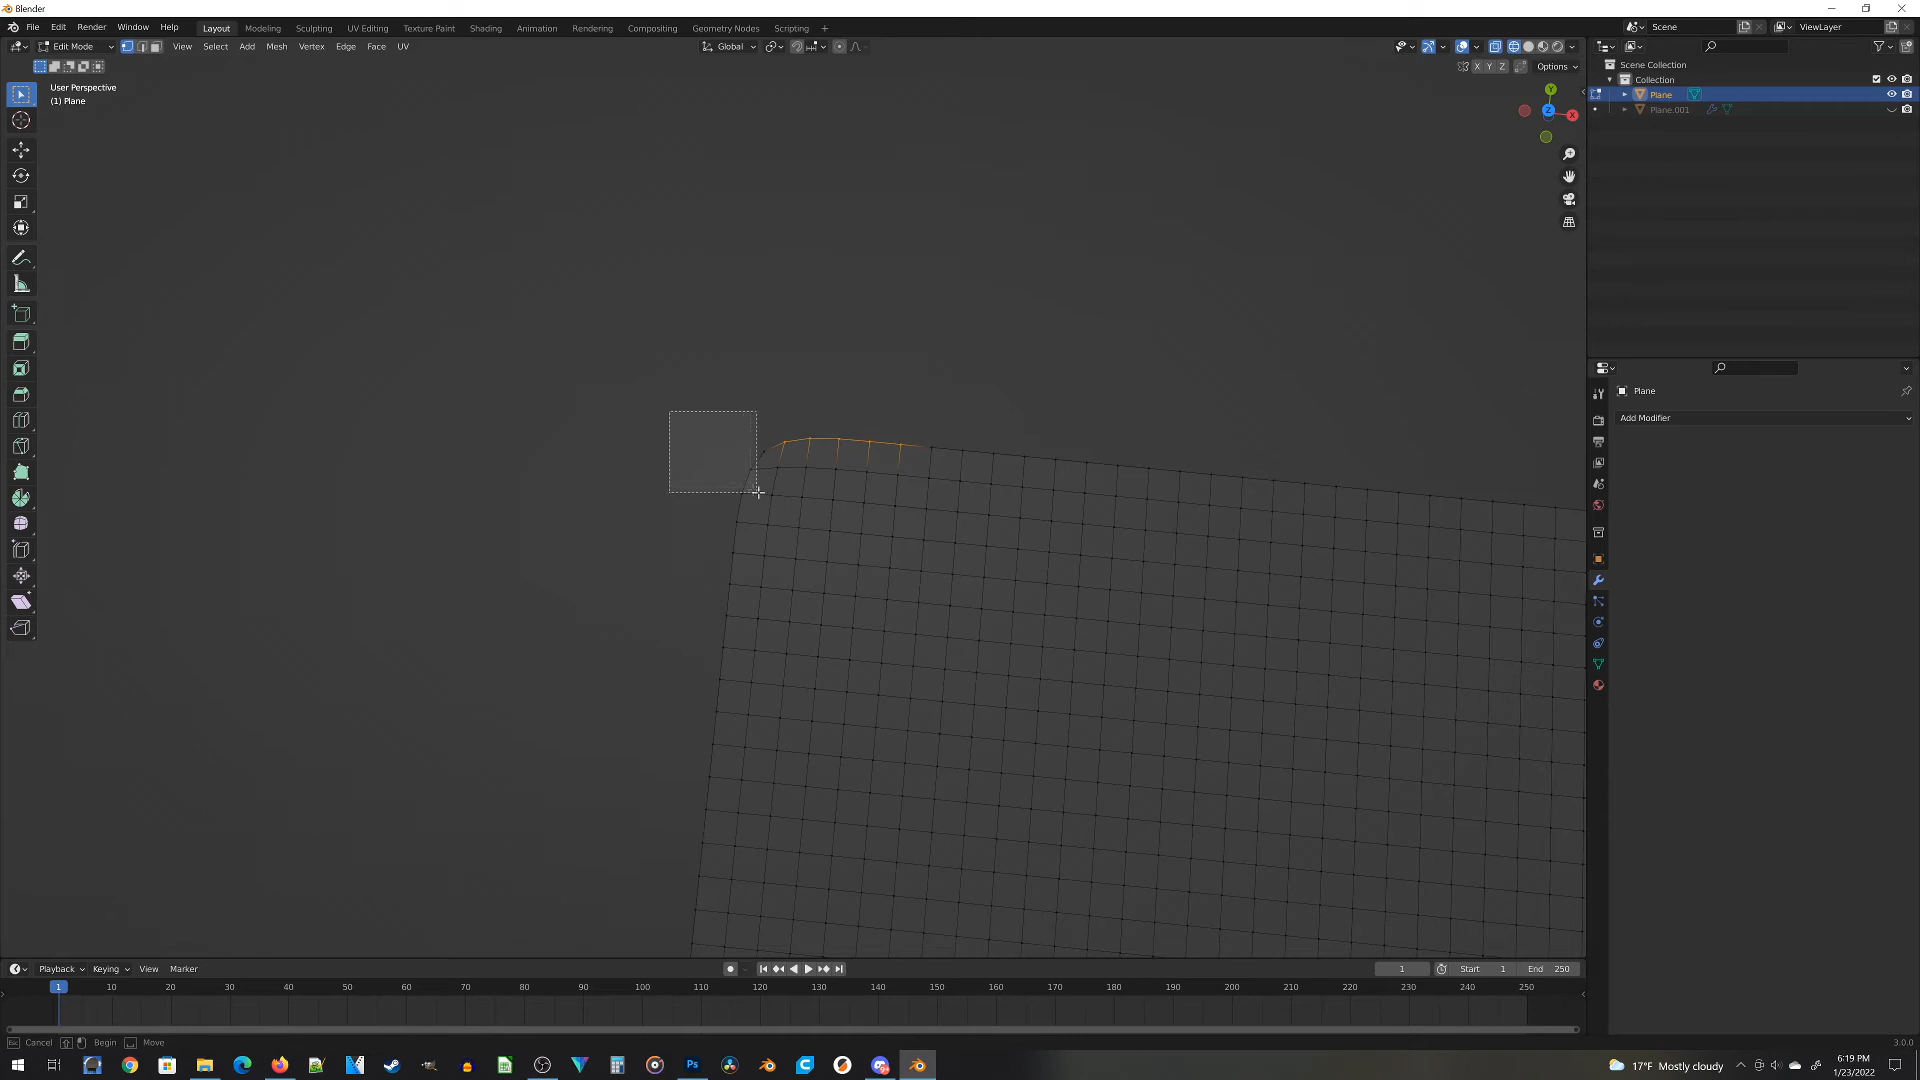 Blender
File Edit Render Window Help Layout Modeling Sculpting UV Editing Texture Paint Shading Animation Rendering Compositing Geometry Nodes Scripting + Scene ViewLayer
Edit Mode View Select Add Mesh Vertex Edge Face UV Global
X Y Z Options
User Perspective
(1) Plane
Scene Collection
Collection
Plane
Plane.001
Y
Z
X
Plane
Add Modifier
Playback Keying View Marker 1 Start 1 End 250
1 10 20 30 40 50 60 70 80 90 100 110 120 130 140 150 160 170 180 190 200 210 220 230 240 250
Esc Cancel Begin Move 3.0.0
Ps
17°F Mostly cloudy
6:19 PM
1/23/2022